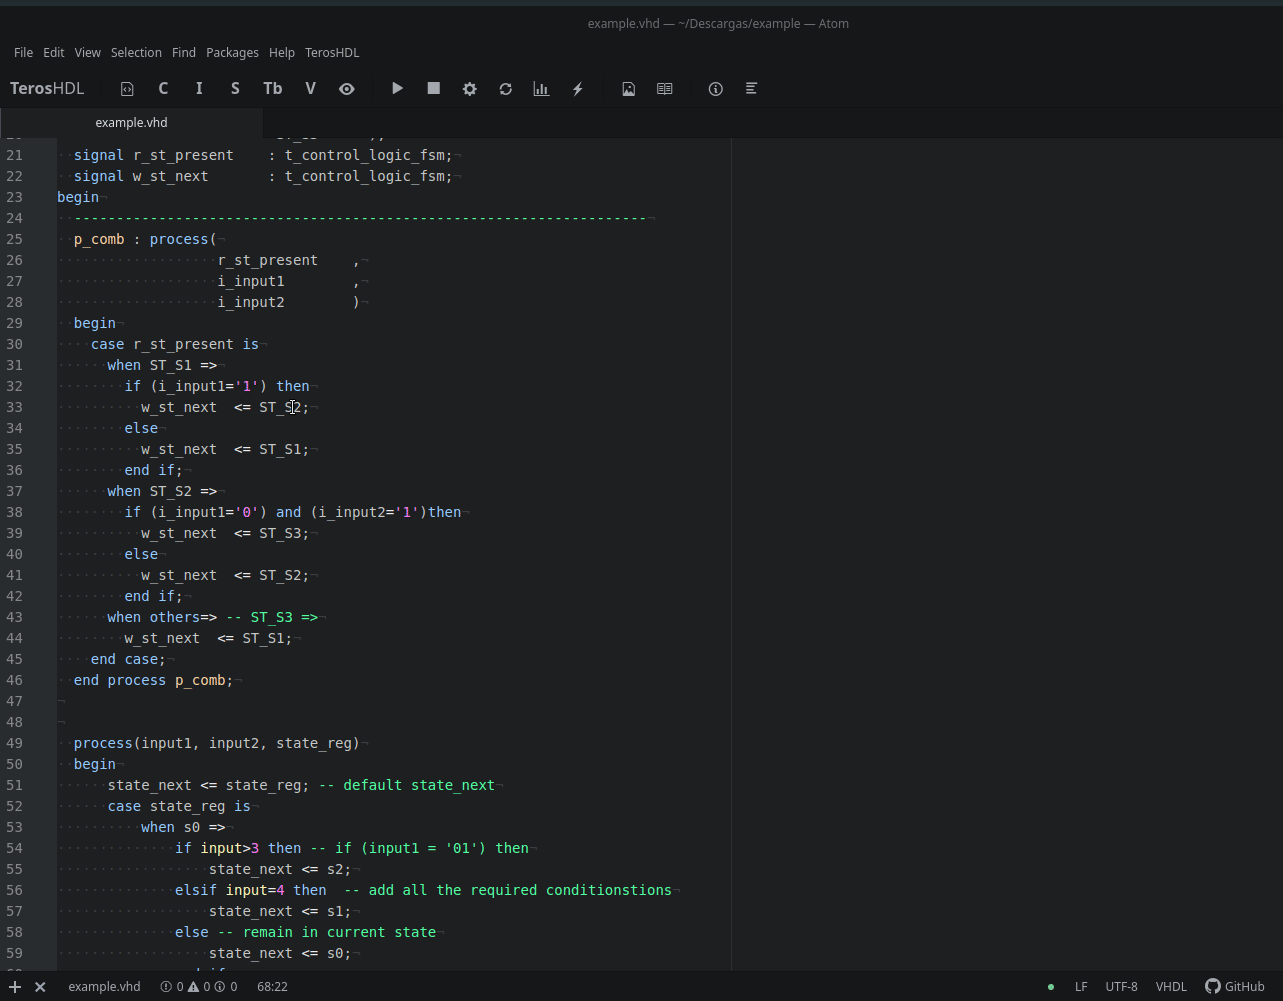 example.vhd — ~/Descargas/example — Atom
File Edit View Selection Find Packages Help TerosHDL
TerosHDL C I S Tb V
example.vhd
21 signal r_st_present    : t_control_logic_fsm;
22 signal w_st_next       : t_control_logic_fsm;
23 begin
24 --------------------------------------------------------------------
25 p_comb : process(
26 r_st_present    ,
27 i_input1        ,
28 i_input2        )
29 begin
30 case r_st_present is
31 when ST_S1 =>
32 if (i_input1='1') then
33 w_st_next  <= ST_S2;
34 else
35 w_st_next  <= ST_S1;
36 end if;
37 when ST_S2 =>
38 if (i_input1='0') and (i_input2='1')then
39 w_st_next  <= ST_S3;
40 else
41 w_st_next  <= ST_S2;
42 end if;
43 when others=> -- ST_S3 =>
44 w_st_next  <= ST_S1;
45 end case;
46 end process p_comb;
47
48
49 process(input1, input2, state_reg)
50 begin
51 state_next <= state_reg; -- default state_next
52 case state_reg is
53 when s0 =>
54 if input>3 then -- if (input1 = '01') then
55 state_next <= s2;
56 elsif input=4 then  -- add all the required conditionstions
57 state_next <= s1;
58 else -- remain in current state
59 state_next <= s0;
example.vhd 0 0 0 68:22 LF UTF-8 VHDL GitHub